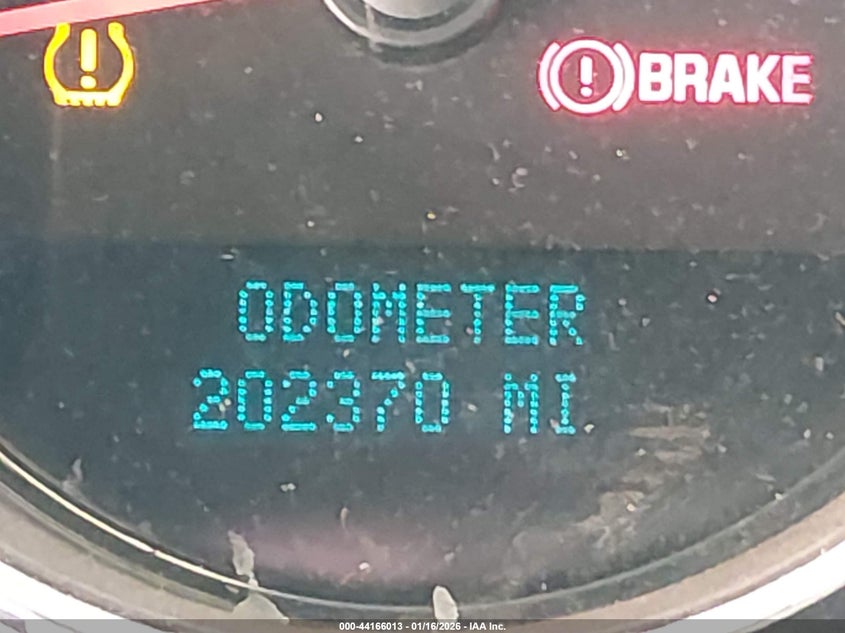 BRAKE
ODOMETER
202370 MI
000-44166013 - 01/16/2026 - IAA Inc.